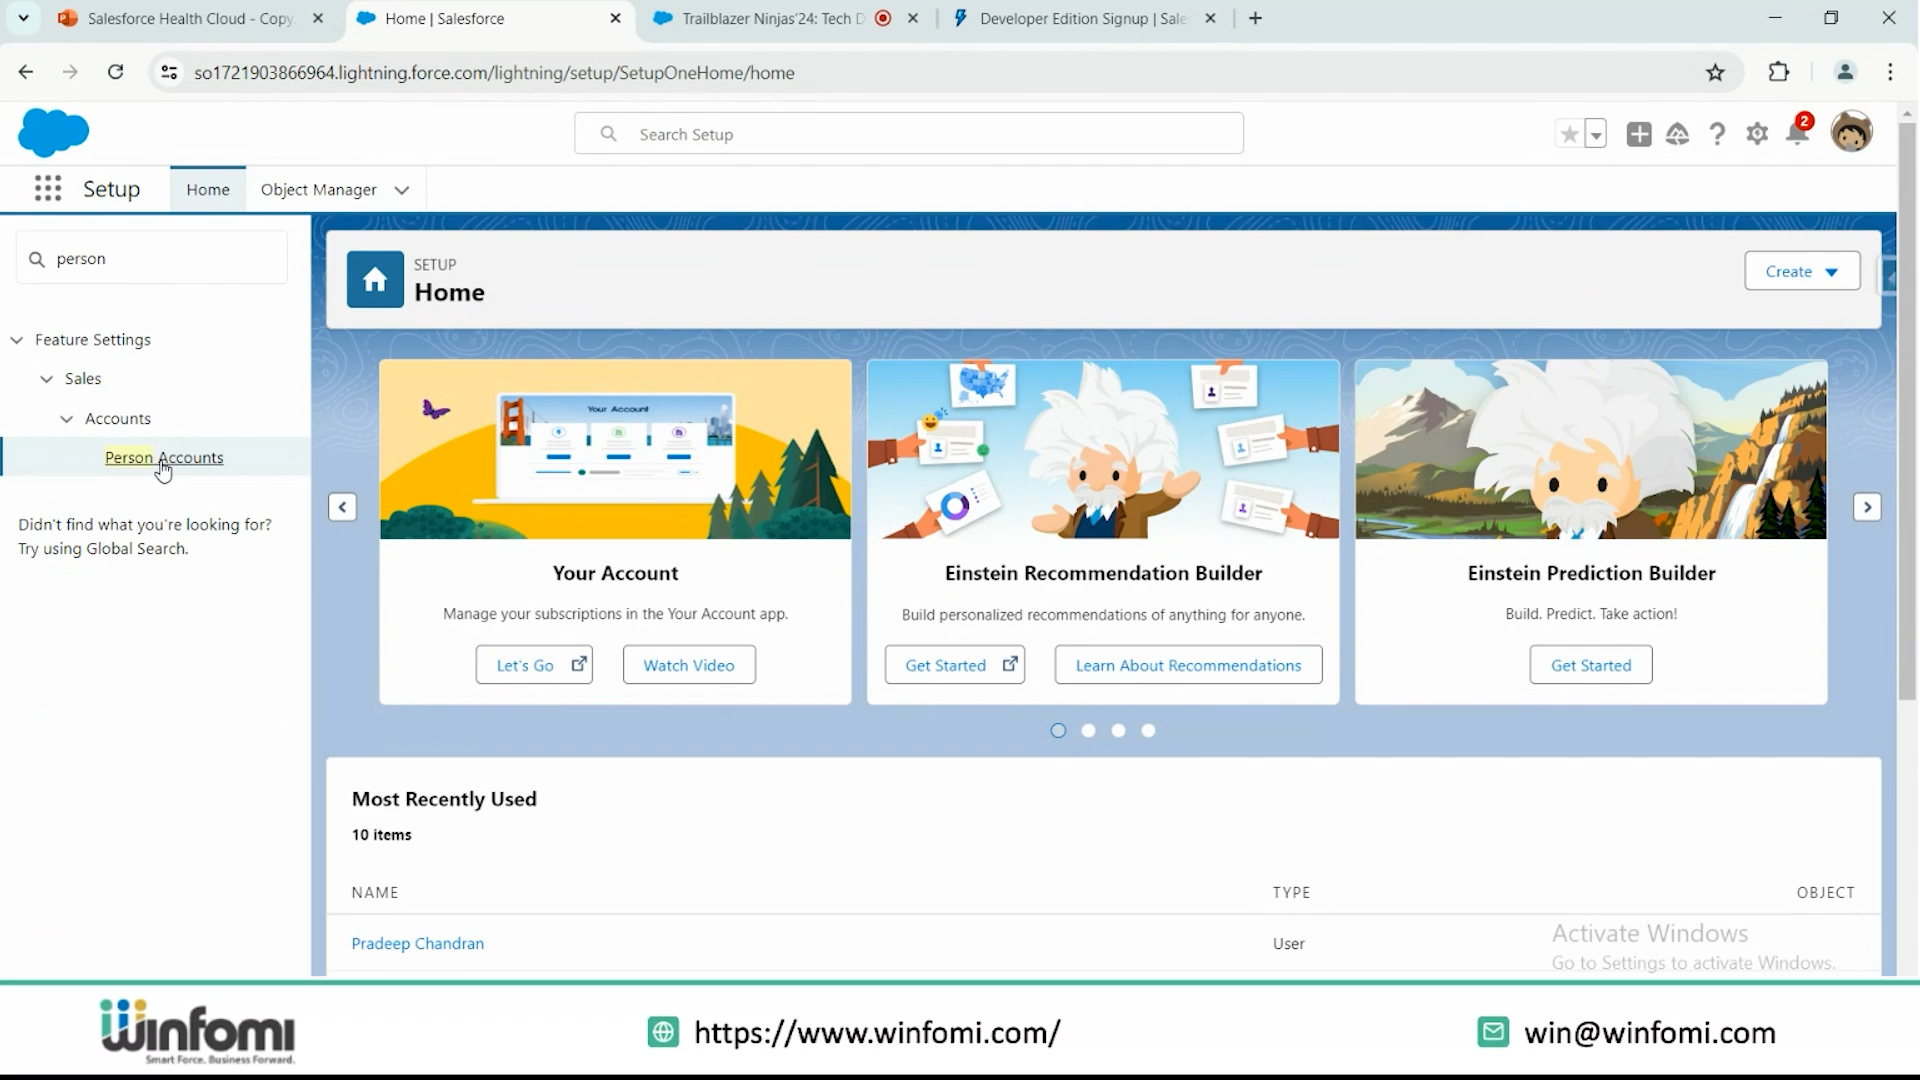 Salesforce Health Cloud - Copy
Home | Salesforce
Trailblazer Ninjas'24: Tech D
Developer Edition Signup | Sale
so1721903866964.lightning.force.com/lightning/setup/SetupOneHome/home
Search Setup
2
Setup
Home
Object Manager
person
Feature Settings
Sales
Accounts
Person Accounts
Didn't find what you're looking for?
Try using Global Search.
SETUP
Home
Create
Your Account
Your Account
Manage your subscriptions in the Your Account app.
Let's Go
Watch Video
Einstein Recommendation Builder
Build personalized recommendations of anything for anyone.
Get Started
Learn About Recommendations
Einstein Prediction Builder
Build. Predict. Take action!
Get Started
Most Recently Used
10 items
NAME
TYPE
OBJECT
Pradeep Chandran
User
Activate Windows
Go to Settings to activate Windows.
winfomi
Smart Force. Business Forward.
https://www.winfomi.com/
win@winfomi.com